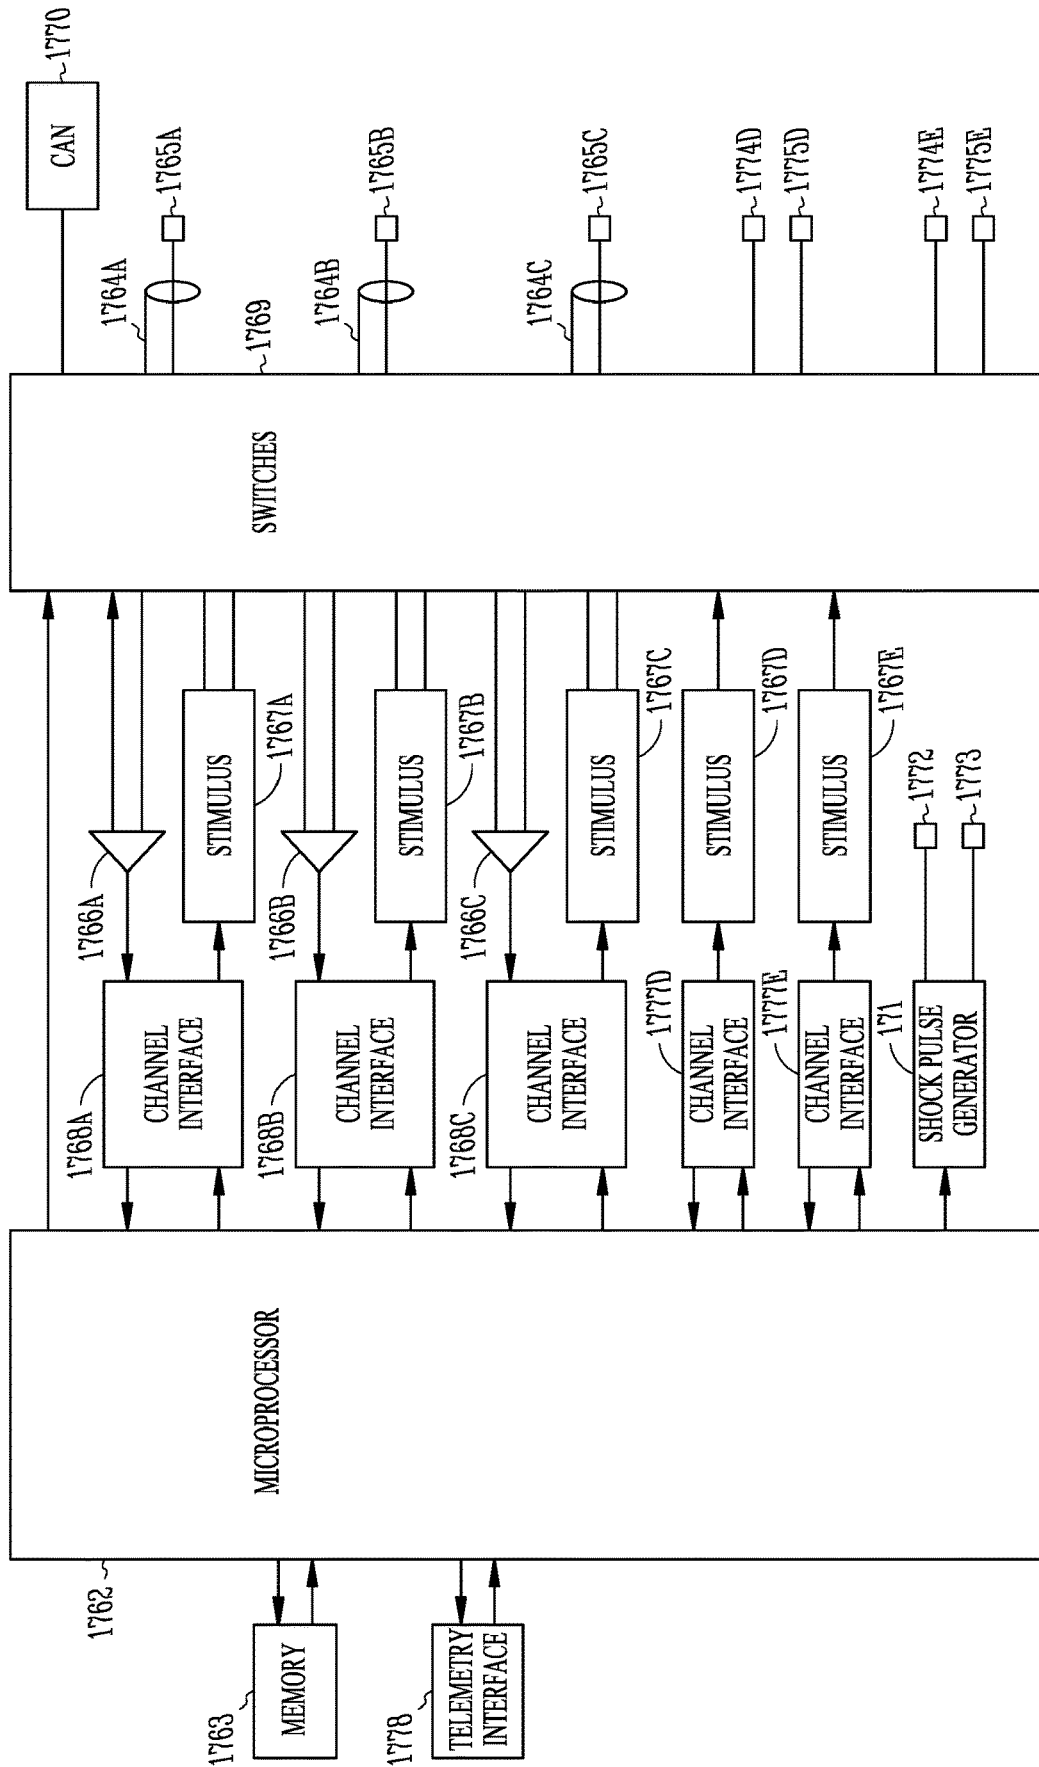 CAN
1770
1764A
1765A
1764B
1765B
1764C
1765C
1769
1774D
1775D
1774E
1775E
SWITCHES
1766A
STIMULUS
1767A
1766B
STIMULUS
1767B
1766C
STIMULUS
1767C
STIMULUS
1767D
STIMULUS
1767E
1772
1773
1768A
CHANNEL
INTERFACE
1768B
CHANNEL
INTERFACE
1768C
CHANNEL
INTERFACE
1777D
CHANNEL
INTERFACE
1777E
CHANNEL
INTERFACE
171
SHOCK PULSE
GENERATOR
MICROPROCESSOR
1762
1763
MEMORY
1778
TELEMETRY
INTERFACE